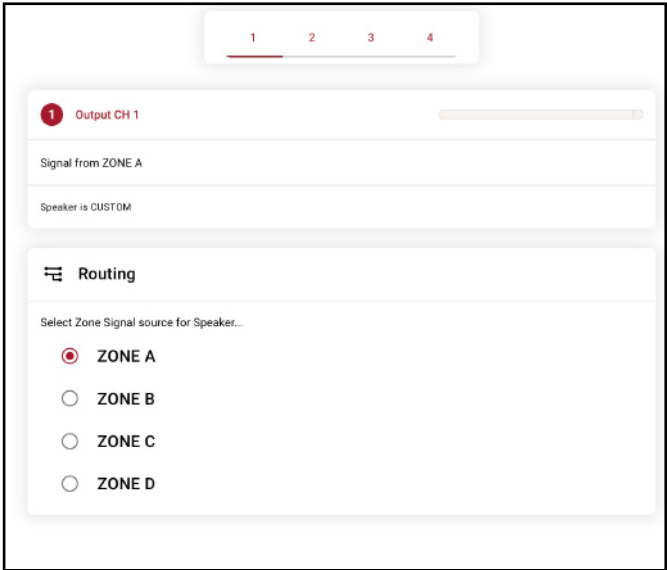 1 2 3 4
1 Output CH 1
Signal from ZONE A
Speaker is CUSTOM
Routing
Select Zone Signal source for Speaker...
ZONE A
ZONE B
ZONE C
ZONE D